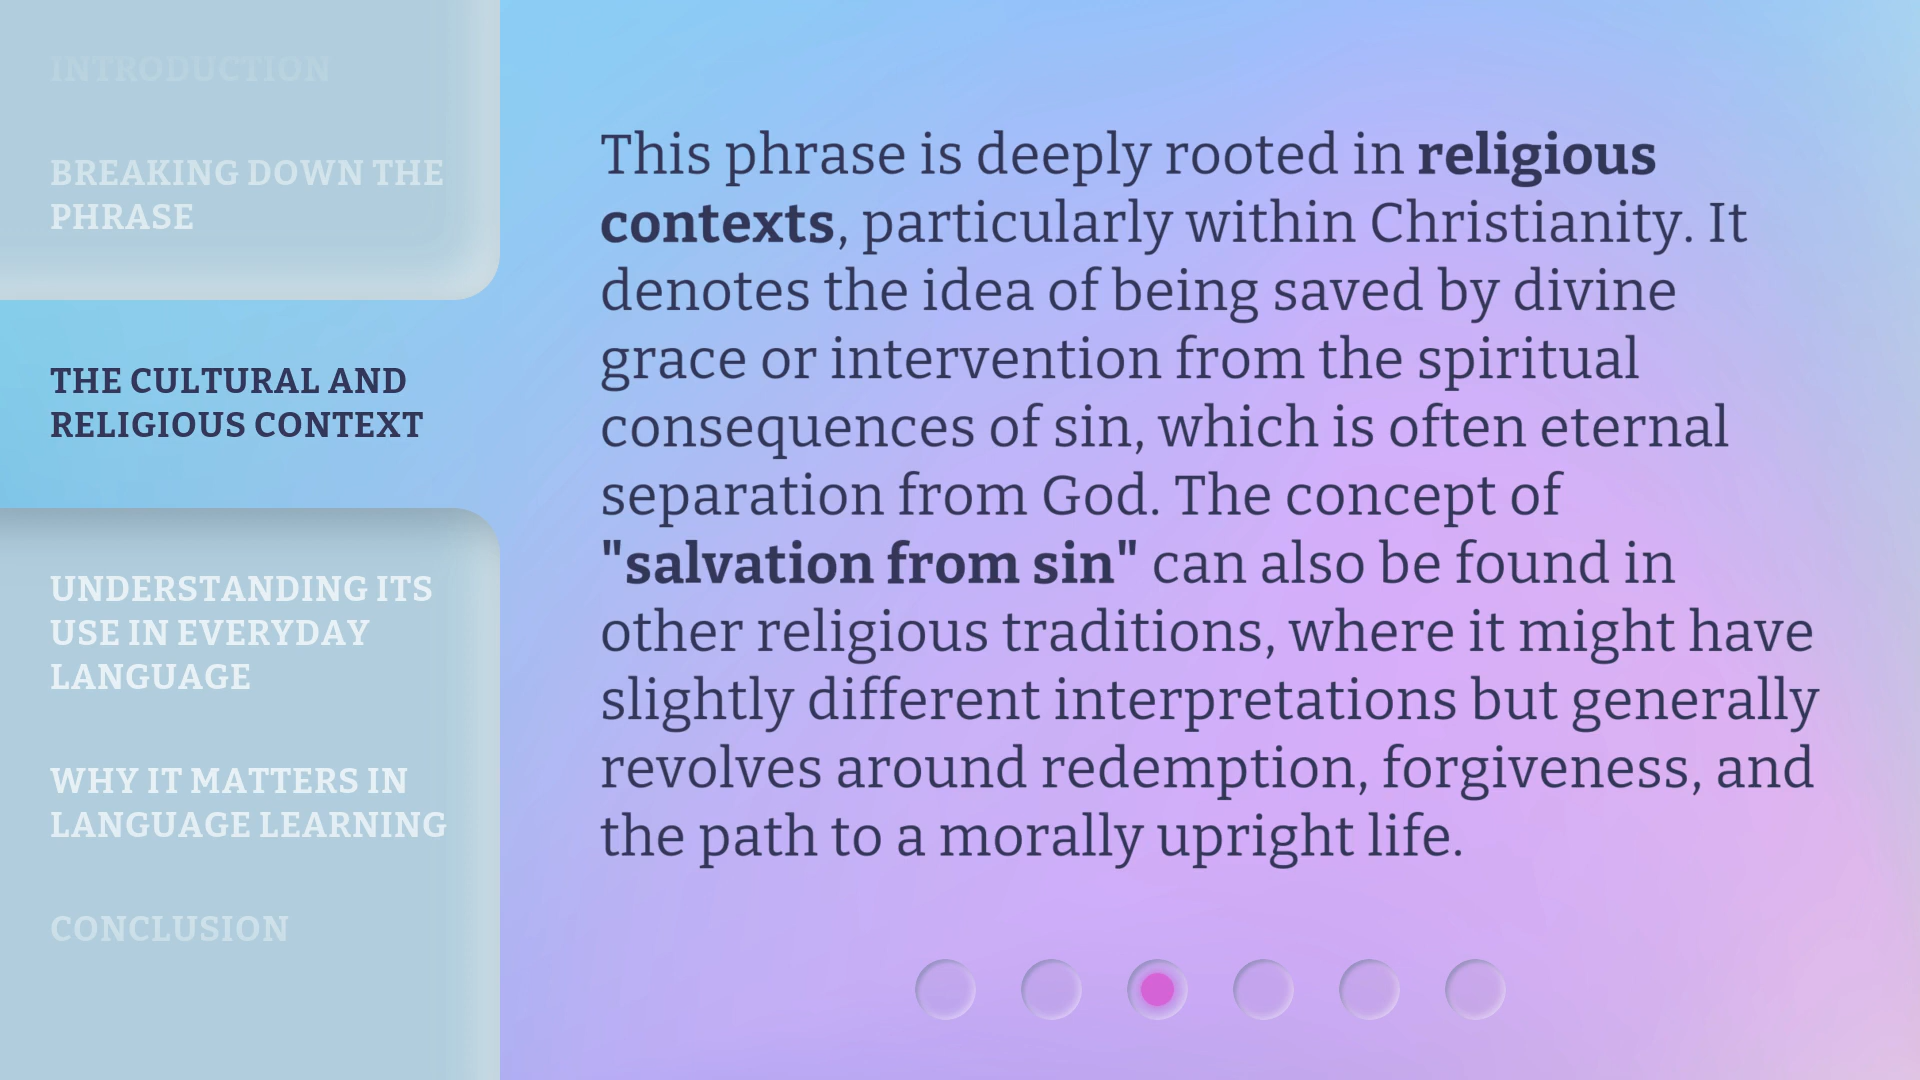 INTRODUCTION
BREAKING DOWN THE
PHRASE
THE CULTURAL AND
RELIGIOUS CONTEXT
UNDERSTANDING ITS
USE IN EVERYDAY
LANGUAGE
WHY IT MATTERS IN
LANGUAGE LEARNING
CONCLUSION
This phrase is deeply rooted in religious
contexts, particularly within Christianity. It
denotes the idea of being saved by divine
grace or intervention from the spiritual
consequences of sin, which is often eternal
separation from God. The concept of
"salvation from sin" can also be found in
other religious traditions, where it might have
slightly different interpretations but generally
revolves around redemption, forgiveness, and
the path to a morally upright life.